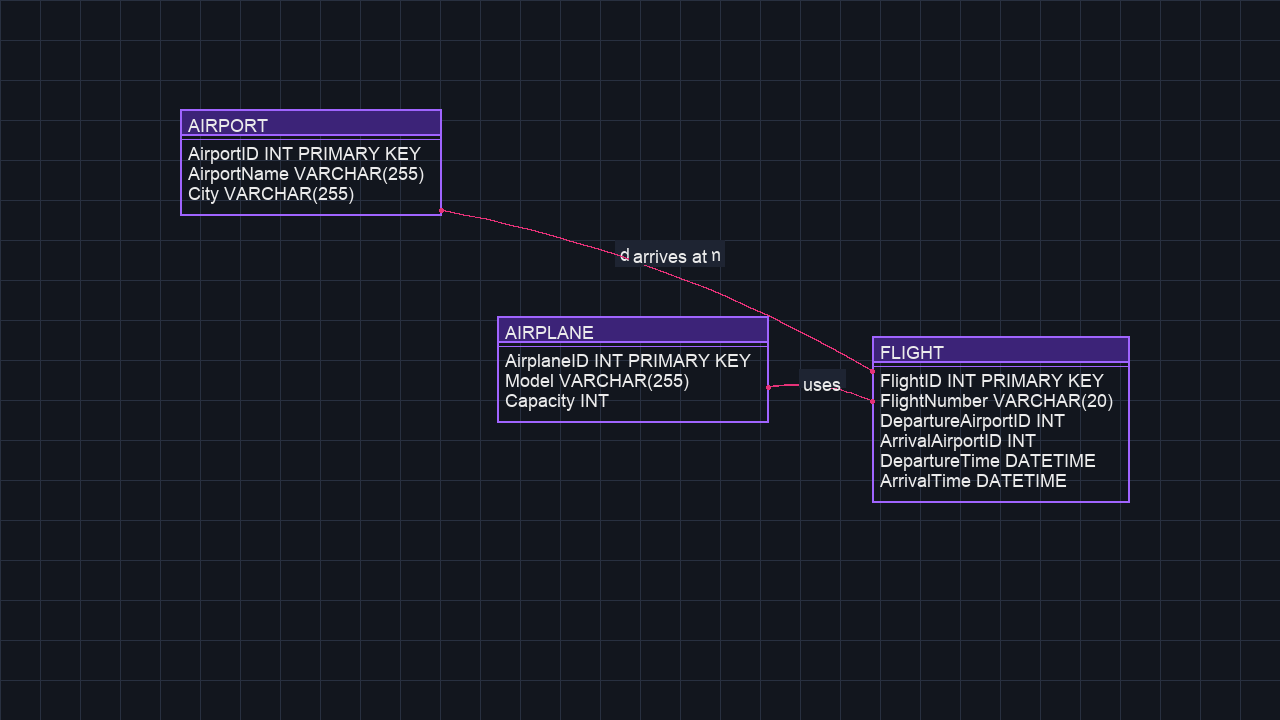 AIRPORT
AirportID INT PRIMARY KEY
AirportName VARCHAR(255)
City VARCHAR(255)
arrives at
AIRPLANE
AirplaneID INT PRIMARY KEY
Model VARCHAR(255)
Capacity INT
uses
FLIGHT
FlightID INT PRIMARY KEY
FlightNumber VARCHAR(20)
DepartureAirportID INT
ArrivalAirportID INT
DepartureTime DATETIME
ArrivalTime DATETIME